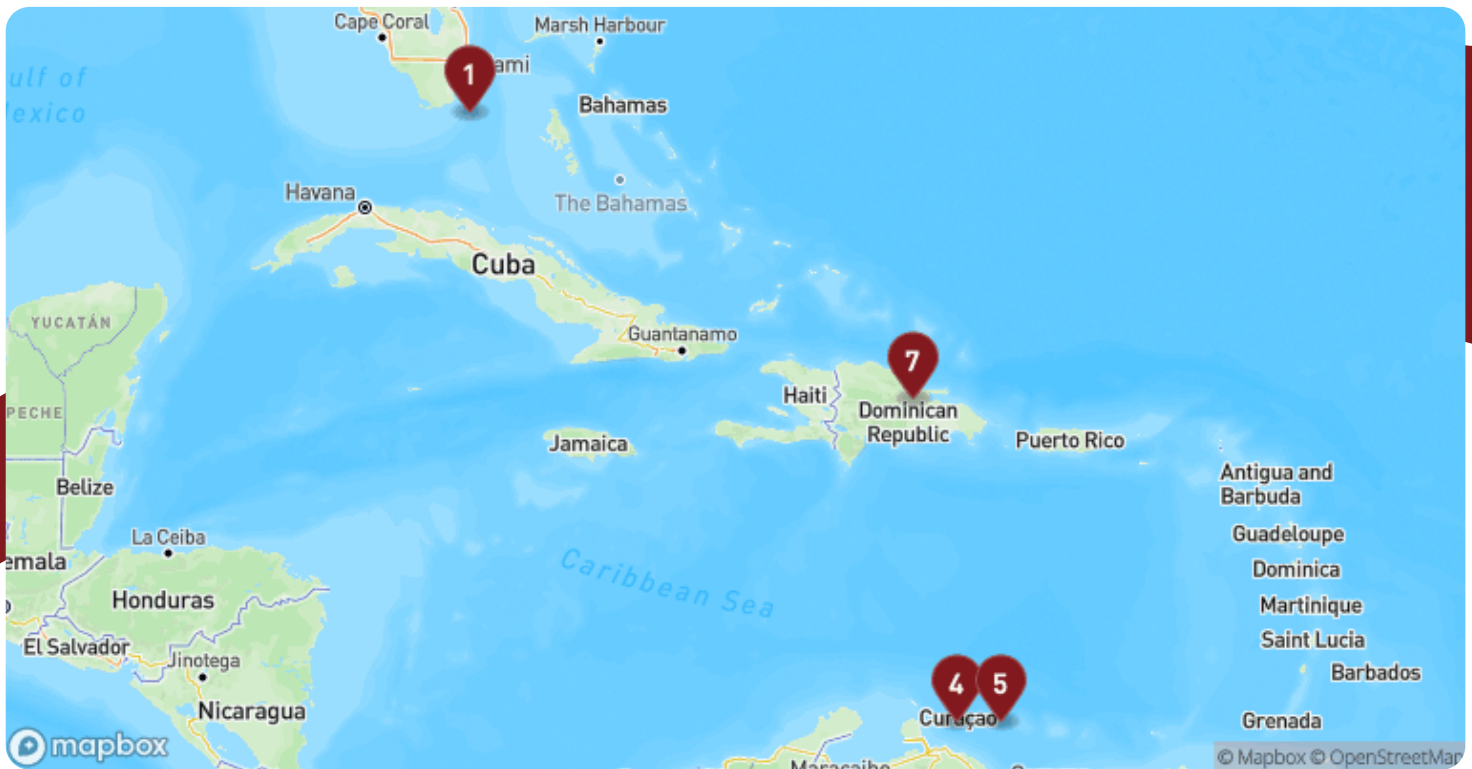 Cape Coral
Marsh Harbour
1
ami
ulf of
exico
Bahamas
Havana
The Bahamas
Cuba
YUCATÁN
Guantanamo
7
Haiti
PECHE
Dominican
Republic
Jamaica
Puerto Rico
Antigua and
Barbuda
Belize
La Ceiba
Guadeloupe
emala
Caribbean Sea
Dominica
Honduras
Martinique
El Salvador
Saint Lucia
Jinotega
Barbados
4
5
Nicaragua
Curaçao
Grenada
mapbox
© Mapbox © OpenStreetMap
Maracaibo